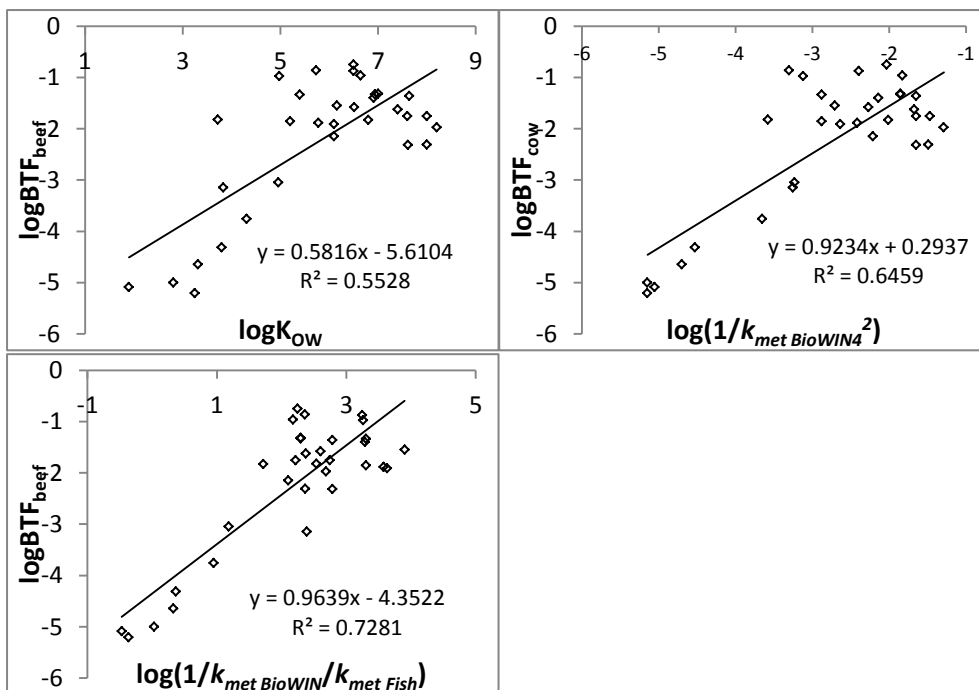 1 3 5 7 9
0
-1
-2
-3
-4
-5
-6
logBTFbeef
y = 0.5816x - 5.6104
R² = 0.5528
logKOW
-6 -5 -4 -3 -2 -1
0
-1
-2
-3
-4
-5
-6
logBTFcow
y = 0.9234x + 0.2937
R² = 0.6459
log(1/kmet BioWIN4²)
-1 1 3 5
0
-1
-2
-3
-4
-5
-6
logBTFbeef
y = 0.9639x - 4.3522
R² = 0.7281
log(1/kmet BioWIN/kmet Fish)